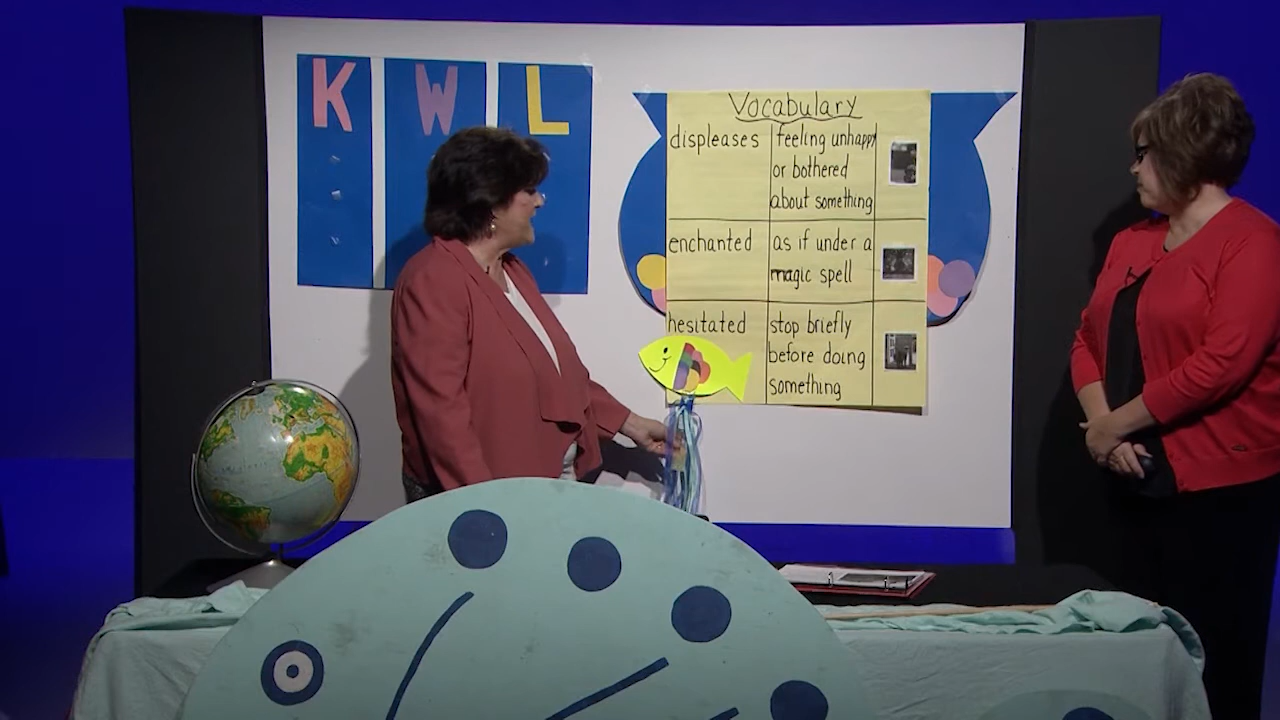 K W L
Vocabulary
displeases
feeling unhappy
or bothered
about something
enchanted
as if under a
magic spell
hesitated
stop briefly
before doing
something